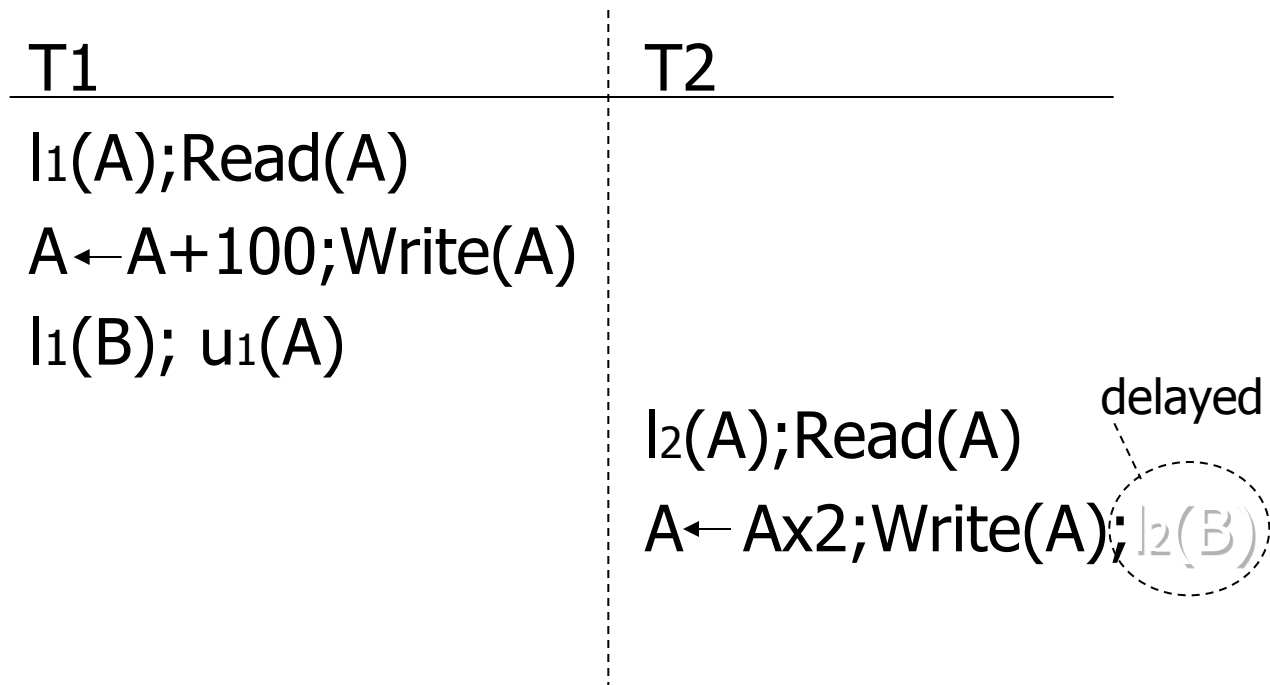 T1 T2
l1(A);Read(A)
A←A+100;Write(A)
l1(B); u1(A)
delayed
l2(A);Read(A)
A← Ax2;Write(A);l2(B)